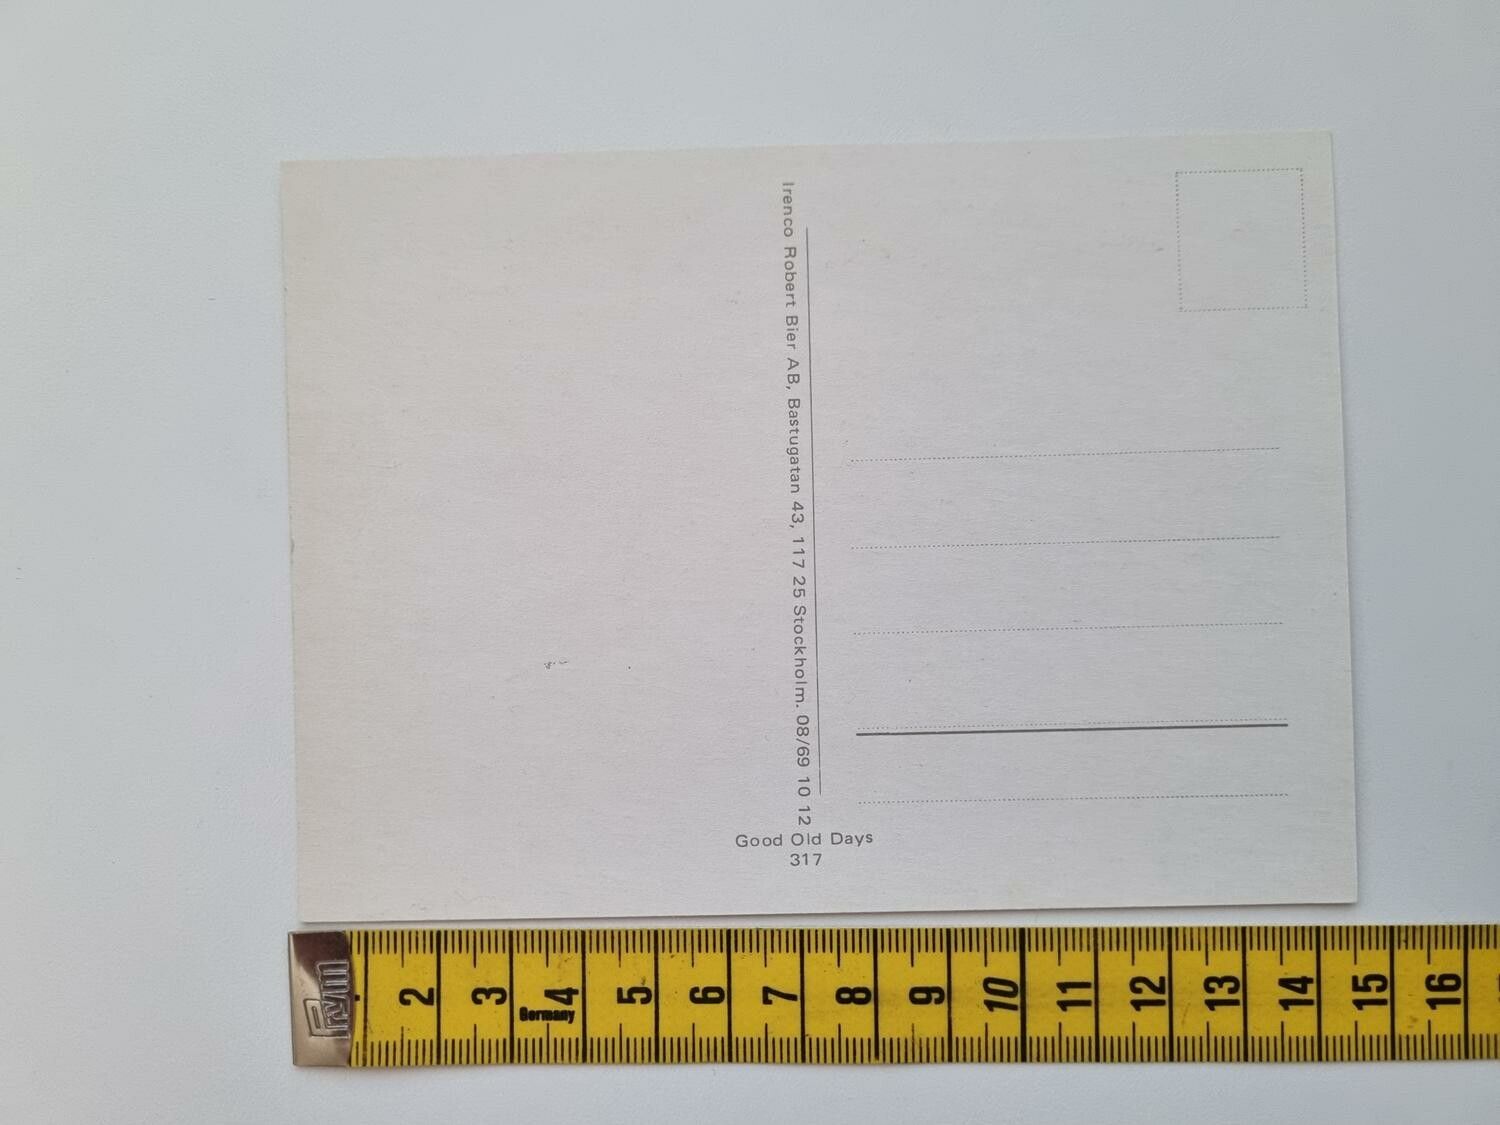 Irenco Robert Bier AB, Bastugatan 43, 117 25 Stockholm. 08/69 10 12
Good Old Days
317
Prym
2 3 4 5 6 7 8 9 10 11 12 13 14 15 16
Germany